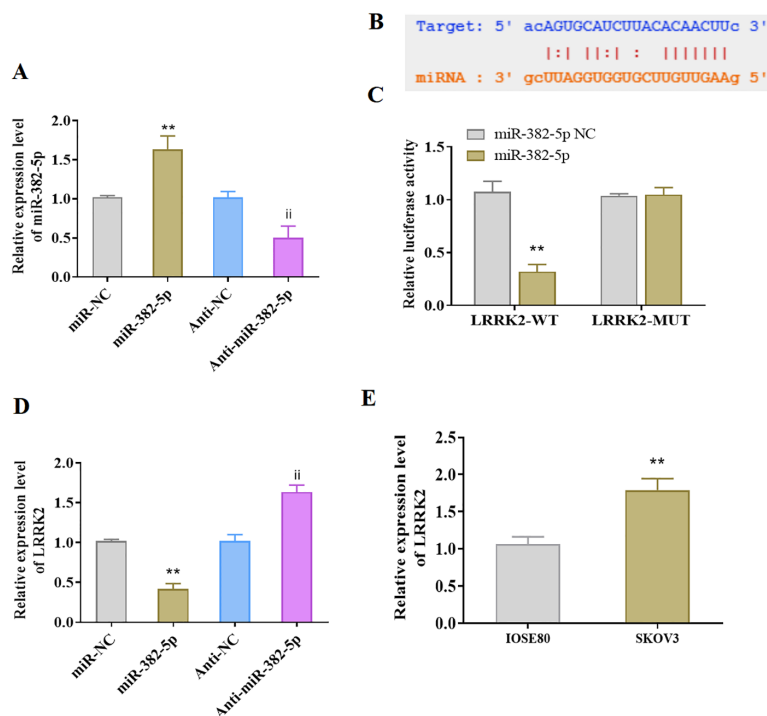 A
Relative expression level
of miR-382-5p
2.0
1.5
1.0
0.5
0.0
**
ii
miR-NC
miR-382-5p
Anti-NC
Anti-miR-382-5p
B
Target: 5' acAGUGCAUCUUACACAACUUc 3'
|:| ||:| : |||||||
miRNA : 3' gcUUAGGUGGUGCUUGUUGAAg 5'
C
miR-382-5p NC
miR-382-5p
Relative luciferase activity
1.5
1.0
0.5
0.0
**
LRRK2-WT
LRRK2-MUT
D
Relative expression level
of LRRK2
2.0
1.5
1.0
0.5
0.0
**
ii
miR-NC
miR-382-5p
Anti-NC
Anti-miR-382-5p
E
Relative expression level
of LRRK2
2.5
2.0
1.5
1.0
0.5
0.0
**
IOSE80
SKOV3